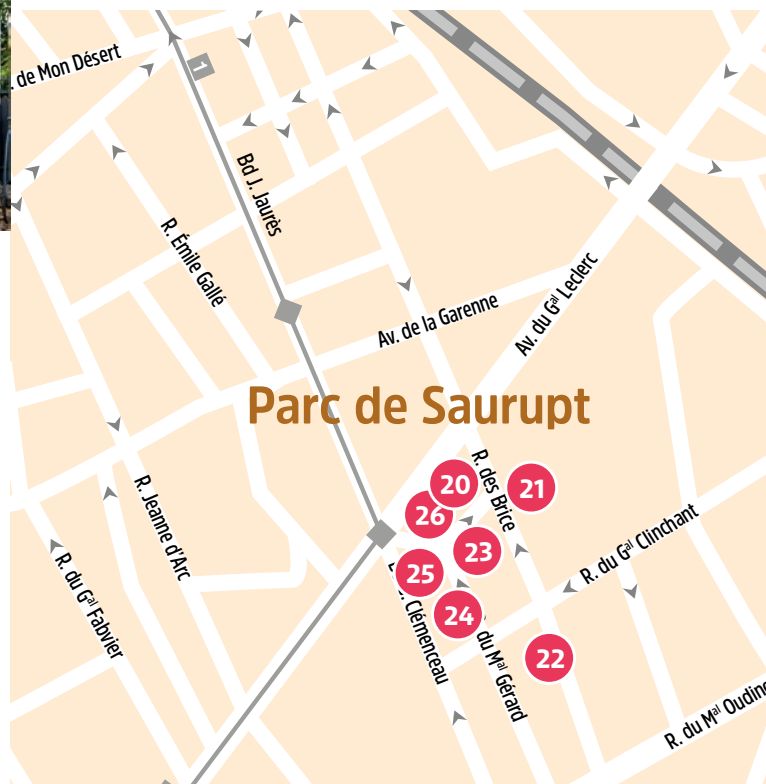 . de Mon Désert
1
Bd J. Jaurès
R. Émile Gallé
Av. de la Garenne
Av. du Gal Leclerc
Parc de Saurupt
R. des Brice
20
21
26
23
25
24
22
R. Jeanne d'Arc
R. du Gal Fabvier
R. du Gal Clinchant
Clémenceau
du Mal Gérard
R. du Mal Oudino